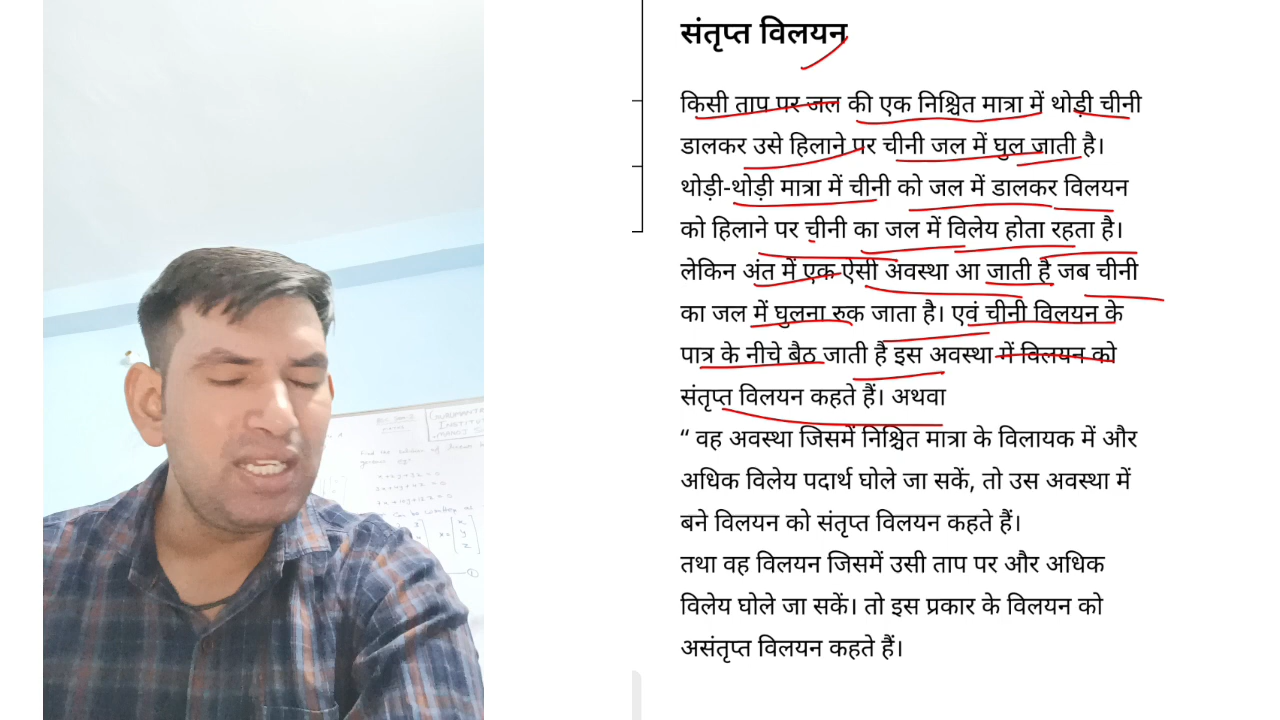 संतृप्त विलयन
किसी ताप पर जल की एक निश्चित मात्रा में थोड़ी चीनी
डालकर उसे हिलाने पर चीनी जल में घुल जाती है।
थोड़ी-थोड़ी मात्रा में चीनी को जल में डालकर विलयन
को हिलाने पर चीनी का जल में विलेय होता रहता है।
लेकिन अंत में एक ऐसी अवस्था आ जाती है जब चीनी
का जल में घुलना रुक जाता है। एवं चीनी विलयन के
पात्र के नीचे बैठ जाती है इस अवस्था में विलयन को
संतृप्त विलयन कहते हैं। अथवा
“ वह अवस्था जिसमें निश्चित मात्रा के विलायक में और
अधिक विलेय पदार्थ घोले जा सकें, तो उस अवस्था में
बने विलयन को संतृप्त विलयन कहते हैं।
तथा वह विलयन जिसमें उसी ताप पर और अधिक
विलेय घोले जा सकें। तो इस प्रकार के विलयन को
असंतृप्त विलयन कहते हैं।